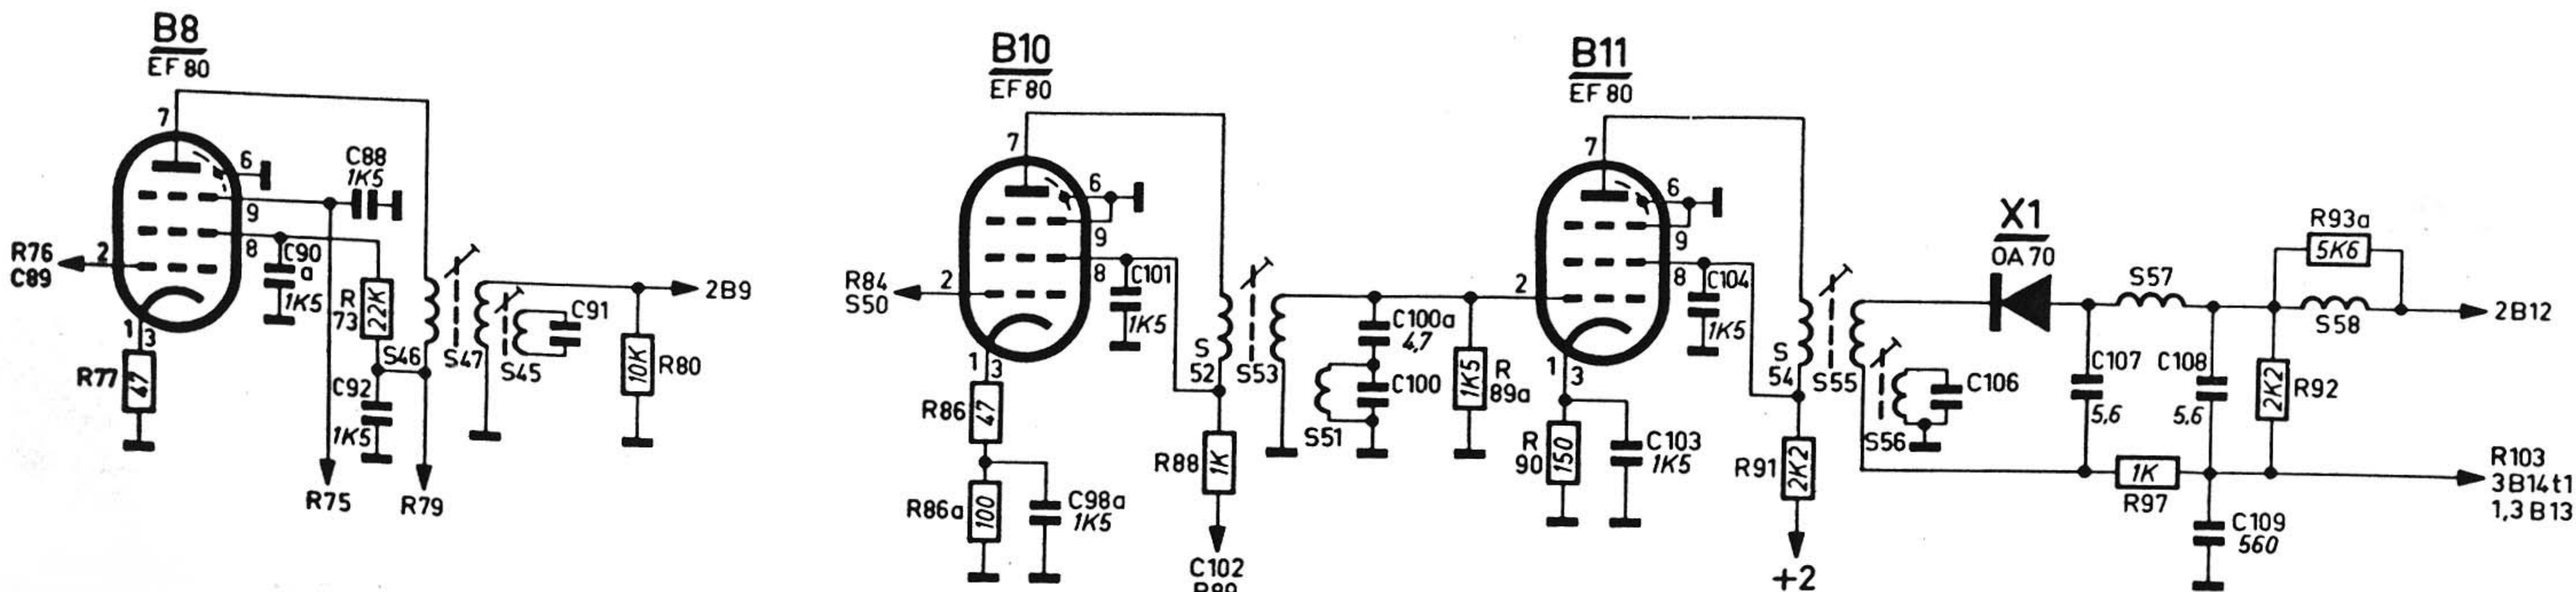 B8
EF 80
7
6
C88
1K5
9
8
C90
a
1K5
R76
C89
2
R
73
22K
1
3
R77
47
S46
C92
1K5
R75
R79
S47
S45
C91
10K
R80
2B9
B10
EF 80
7
6
9
8
C101
1K5
R84
S50
2
1
3
R86
47
R86a
100
C98a
1K5
S
52
S53
R88
1K
C102
C100a
4,7
C100
S51
1K5
R
89a
B11
EF 80
7
6
9
8
C104
1K5
2
1
3
R
90
150
C103
1K5
S
54
S55
R91
2K2
+2
S56
C106
X1
OA 70
S57
R93a
5K6
S58
2B12
C107
5,6
C108
5,6
2K2
R92
1K
R97
C109
560
R103
3B14t1
1,3 B13